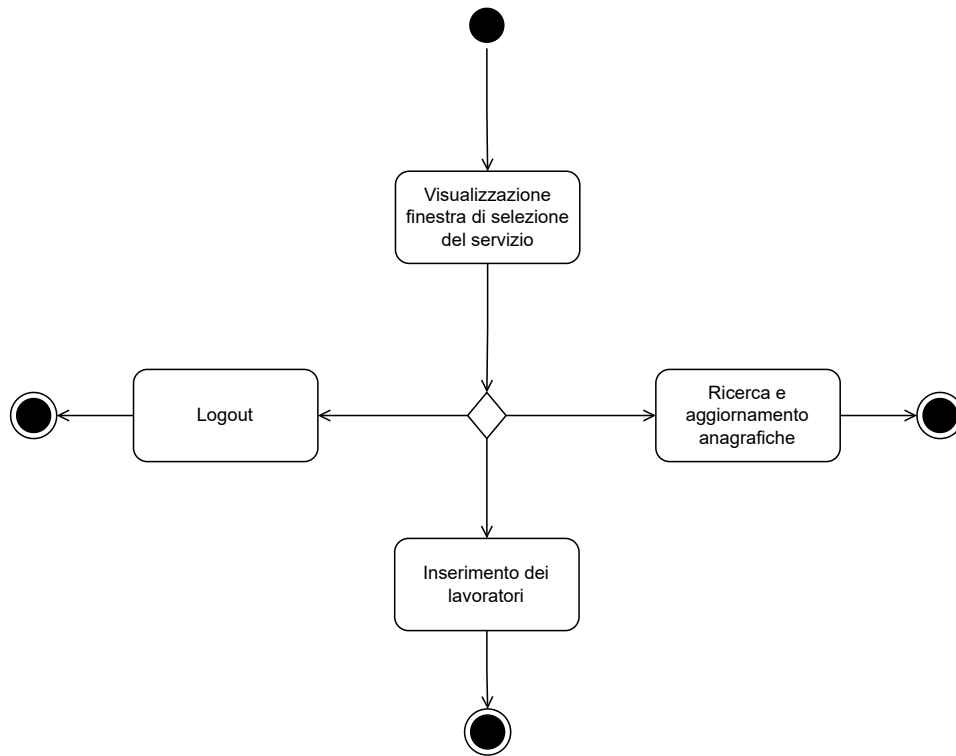 Visualizzazione
finestra di selezione
del servizio
Logout
Ricerca e
aggiornamento
anagrafiche
Inserimento dei
lavoratori